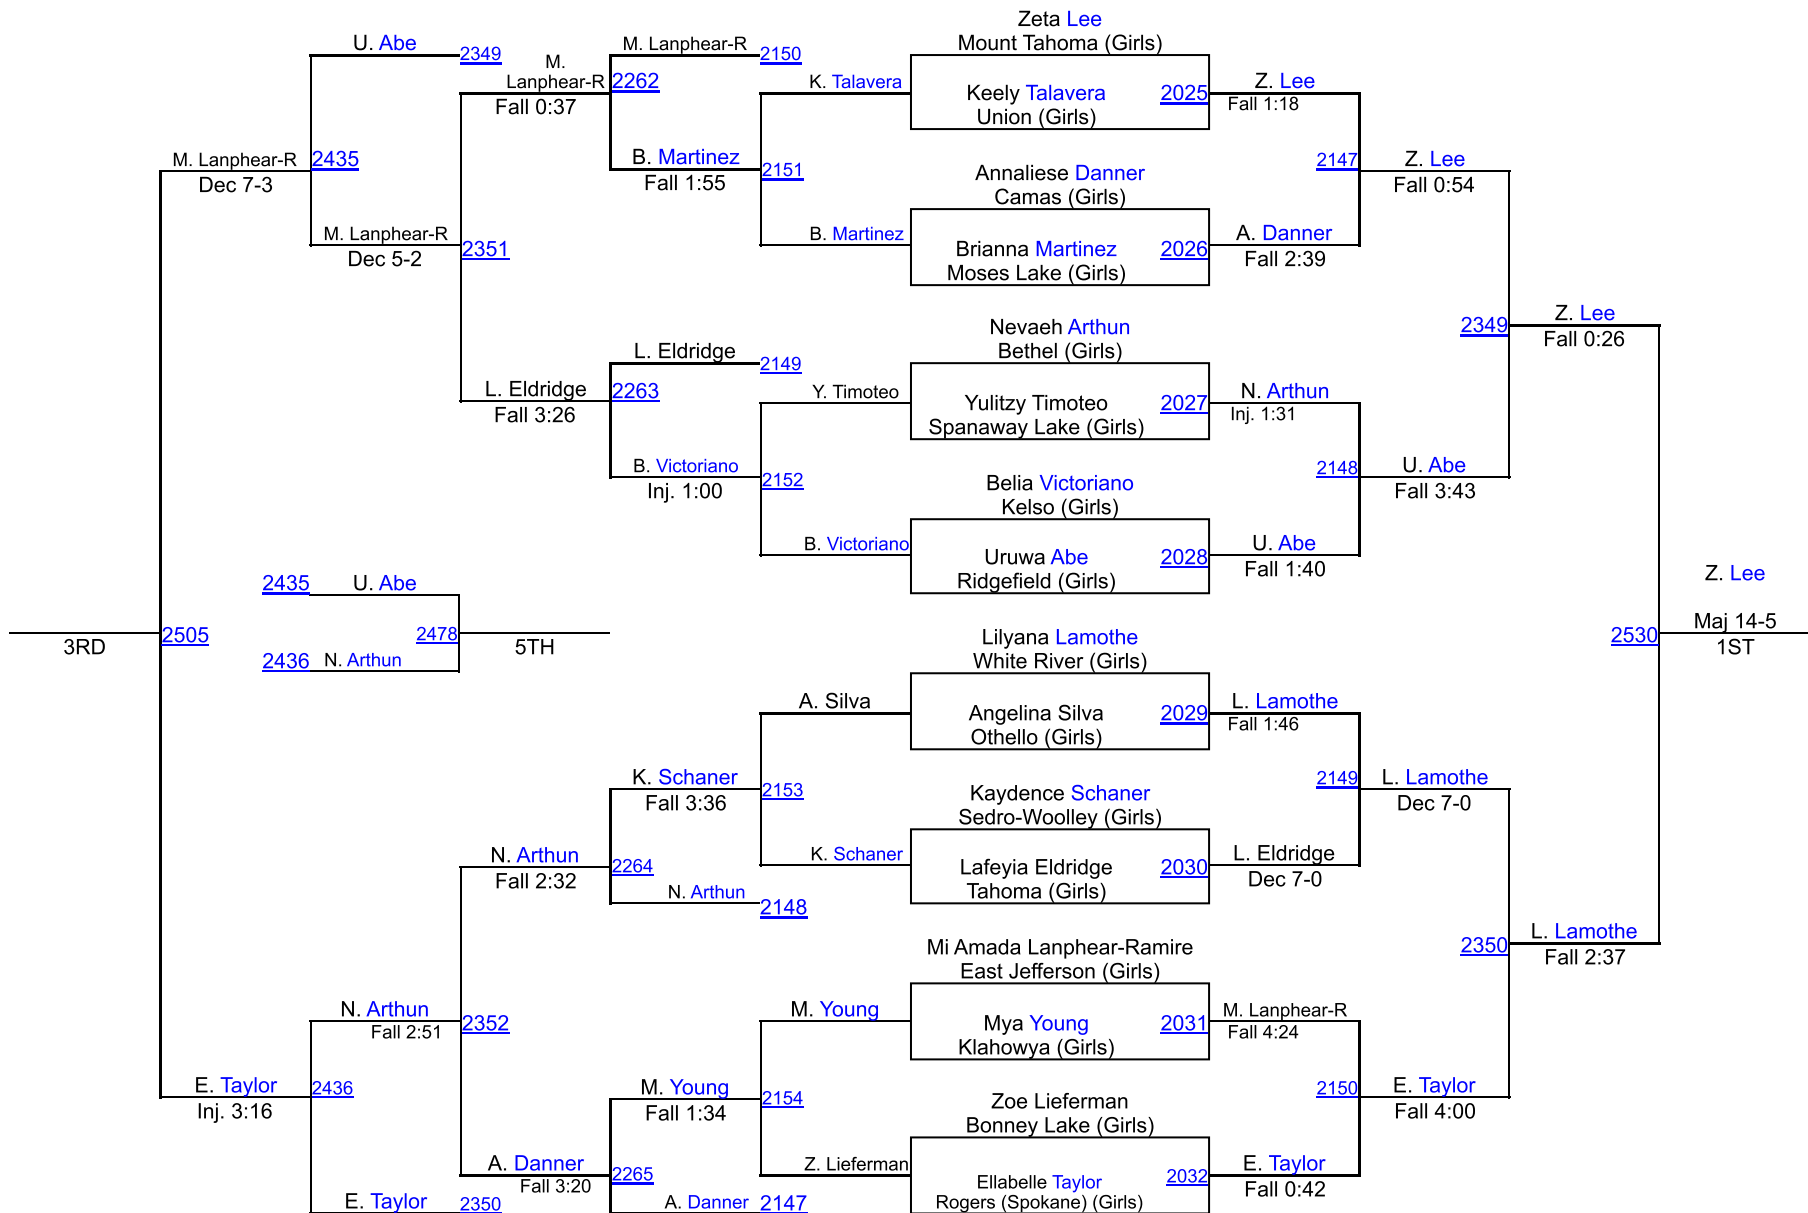 Zeta Lee
Mount Tahoma (Girls)
U. Abe
2349
M.
Lanphear-R
2262
Fall 0:37
M. Lanphear-R
2150
K. Talavera
Keely Talavera
Union (Girls)
2025
Z. Lee
Fall 1:18
M. Lanphear-R
2435
Dec 7-3
B. Martinez
Fall 1:55
2151
Annaliese Danner
Camas (Girls)
2147
Z. Lee
Fall 0:54
M. Lanphear-R
Dec 5-2
2351
B. Martinez
Brianna Martinez
Moses Lake (Girls)
2026
A. Danner
Fall 2:39
Nevaeh Arthun
Bethel (Girls)
2349
Z. Lee
Fall 0:26
L. Eldridge
2149
L. Eldridge
Fall 3:26
2263
Y. Timoteo
Yulitzy Timoteo
Spanaway Lake (Girls)
2027
N. Arthun
Inj. 1:31
B. Victoriano
Inj. 1:00
2152
Belia Victoriano
Kelso (Girls)
2148
U. Abe
Fall 3:43
B. Victoriano
Uruwa Abe
Ridgefield (Girls)
2028
U. Abe
Fall 1:40
2435
U. Abe
Z. Lee
3RD
2505
2478
5TH
2436
N. Arthun
Lilyana Lamothe
White River (Girls)
2530
Maj 14-5
1ST
A. Silva
Angelina Silva
Othello (Girls)
2029
L. Lamothe
Fall 1:46
K. Schaner
Fall 3:36
2153
Kaydence Schaner
Sedro-Woolley (Girls)
2149
L. Lamothe
Dec 7-0
N. Arthun
Fall 2:32
2264
K. Schaner
Lafeyia Eldridge
Tahoma (Girls)
2030
L. Eldridge
Dec 7-0
N. Arthun
2148
Mi Amada Lanphear-Ramire
East Jefferson (Girls)
2350
L. Lamothe
Fall 2:37
N. Arthun
Fall 2:51
2352
M. Young
Mya Young
Klahowya (Girls)
2031
M. Lanphear-R
Fall 4:24
E. Taylor
Inj. 3:16
2436
M. Young
Fall 1:34
2154
Zoe Lieferman
Bonney Lake (Girls)
2150
E. Taylor
Fall 4:00
A. Danner
Fall 3:20
2265
Z. Lieferman
Ellabelle Taylor
Rogers (Spokane) (Girls)
2032
E. Taylor
Fall 0:42
E. Taylor
2350
A. Danner
2147